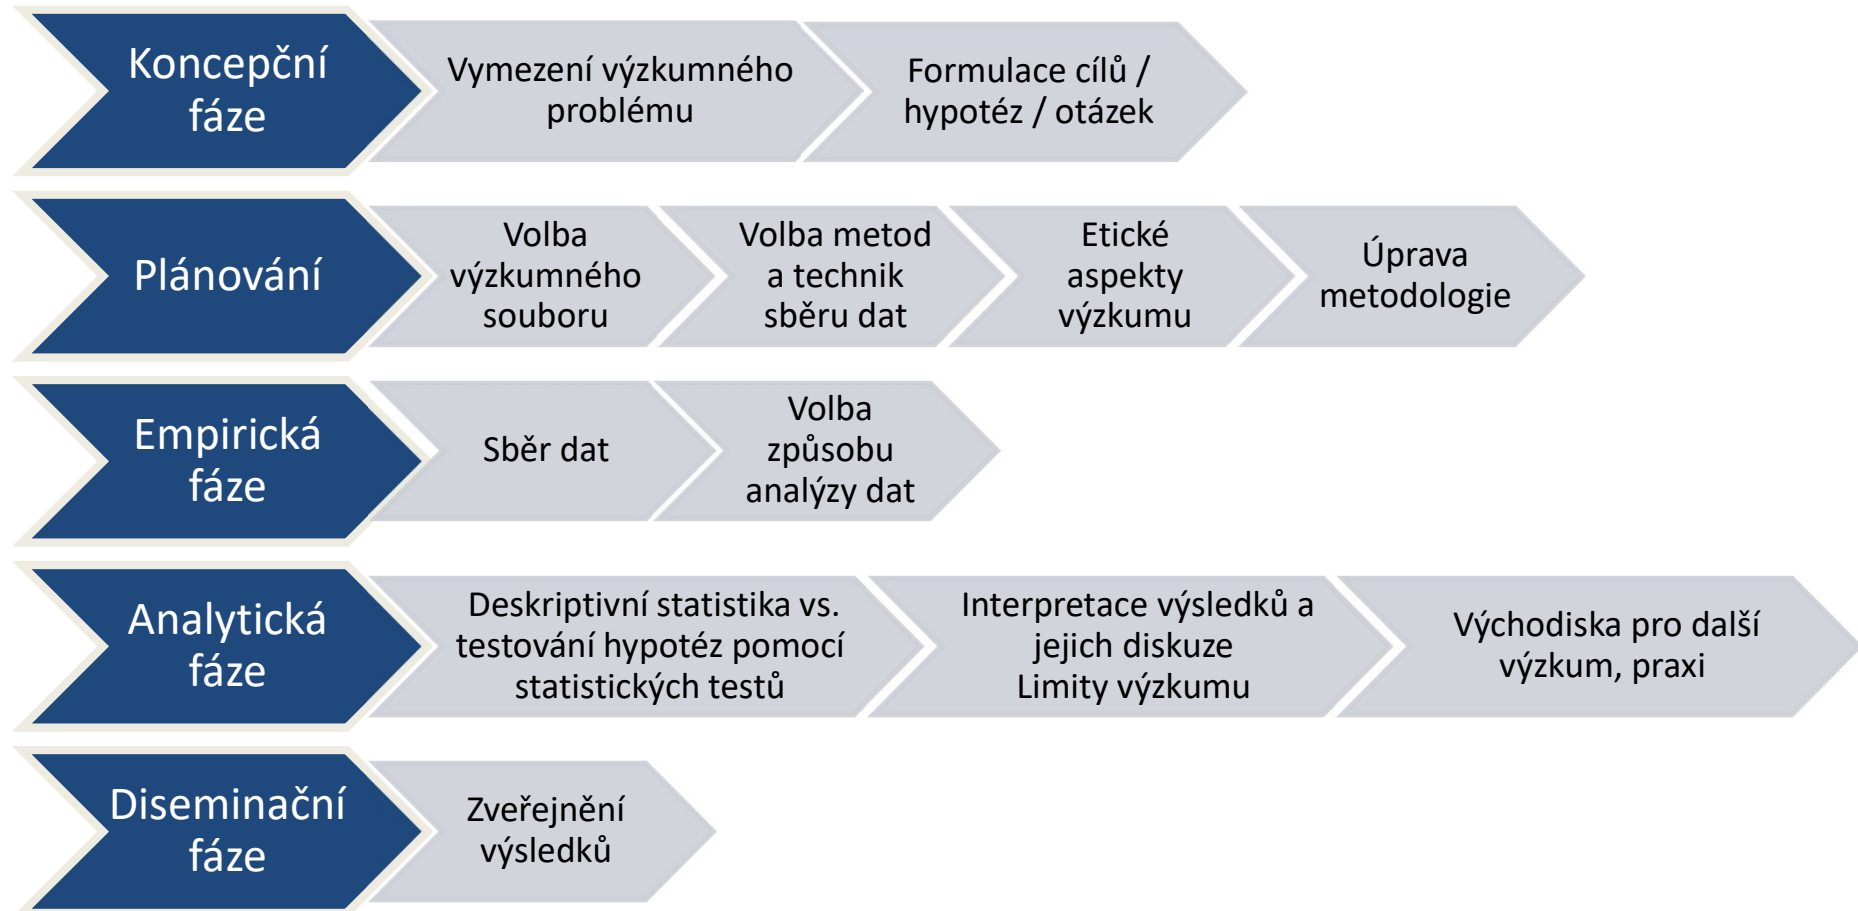 Koncepční
fáze
Vymezení výzkumného
problému
Formulace cílů /
hypotéz / otázek
Plánování
Volba
výzkumného
souboru
Volba metod
a technik
sběru dat
Etické
aspekty
výzkumu
Úprava
metodologie
Empirická
fáze
Sběr dat
Volba
způsobu
analýzy dat
Analytická
fáze
Deskriptivní statistika vs.
testování hypotéz pomocí
statistických testů
Interpretace výsledků a
jejich diskuze
Limity výzkumu
Východiska pro další
výzkum, praxi
Diseminační
fáze
Zveřejnění
výsledků